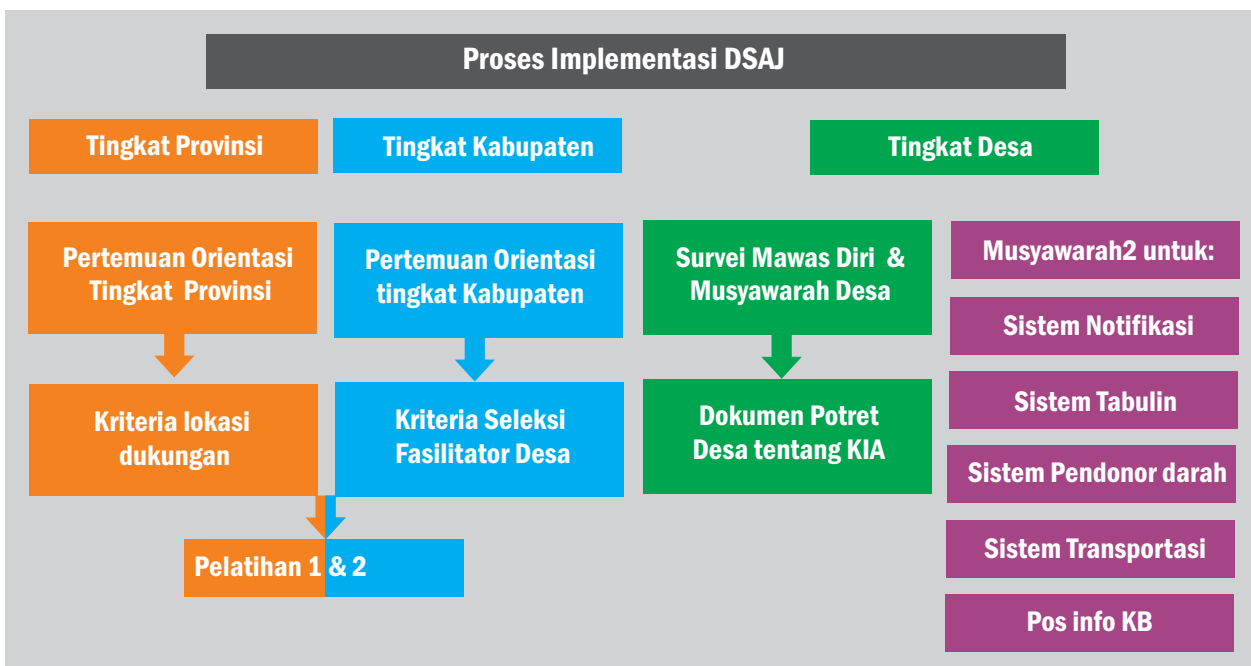 Proses Implementasi DSAJ
Tingkat Provinsi
Tingkat Kabupaten
Tingkat Desa
Pertemuan Orientasi
Tingkat Provinsi
Kriteria lokasi
dukungan
Pertemuan Orientasi
tingkat Kabupaten
Kriteria Seleksi
Fasilitator Desa
Pelatihan 1 & 2
Survei Mawas Diri &
Musyawarah Desa
Dokumen Potret
Desa tentang KIA
Musyawarah2 untuk:
Sistem Notifikasi
Sistem Tabulin
Sistem Pendonor darah
Sistem Transportasi
Pos info KB